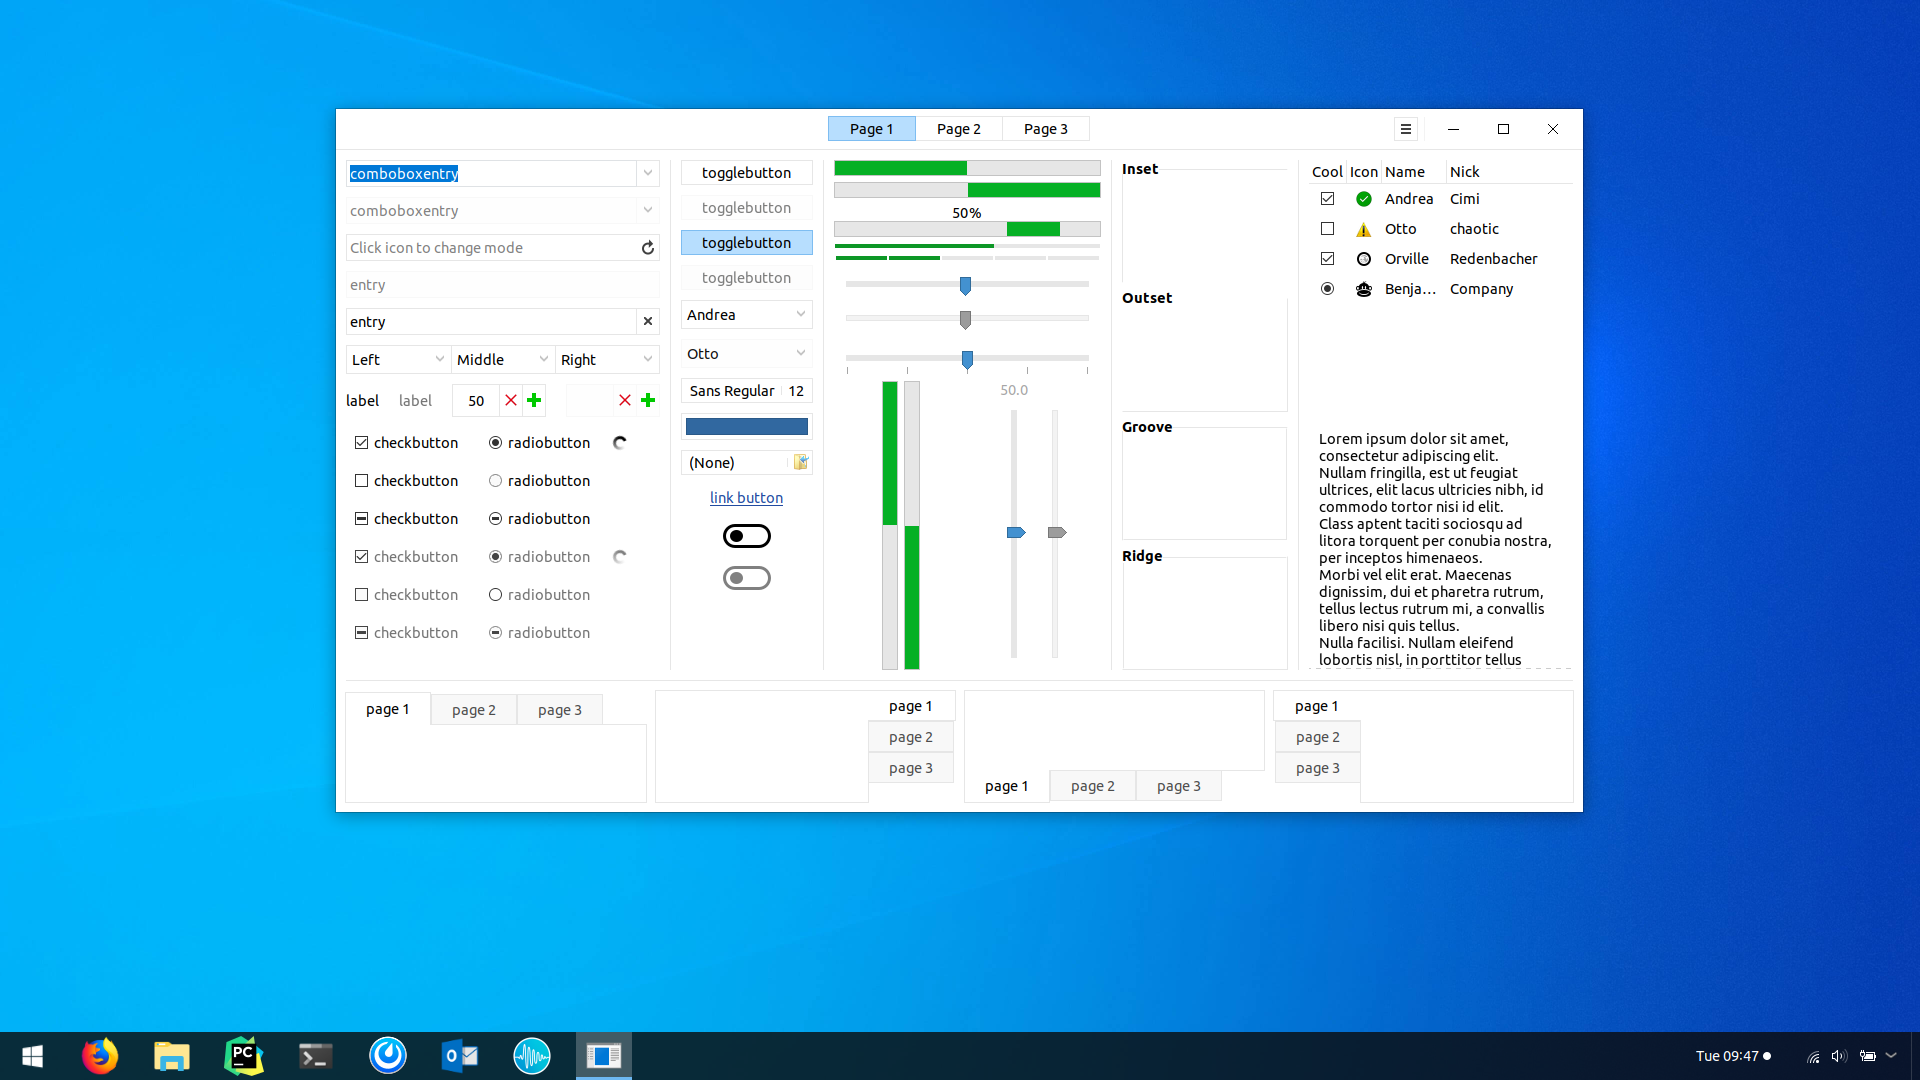 Page 1 Page 2 Page 3
comboboxentry
comboboxentry
Click icon to change mode
entry
entry
Left Middle Right
label label 50
checkbutton radiobutton
checkbutton radiobutton
checkbutton radiobutton
checkbutton radiobutton
checkbutton radiobutton
checkbutton radiobutton
togglebutton
togglebutton
togglebutton
togglebutton
Andrea
Otto
Sans Regular 12
(None)
link button
50%
50.0
Inset
Outset
Groove
Ridge
Cool Icon Name Nick
Andrea Cimi
Otto chaotic
Orville Redenbacher
Benja... Company
Lorem ipsum dolor sit amet,
consectetur adipiscing elit.
Nullam fringilla, est ut feugiat
ultrices, elit lacus ultricies nibh, id
commodo tortor nisi id elit.
Class aptent taciti sociosqu ad
litora torquent per conubia nostra,
per inceptos himenaeos.
Morbi vel elit erat. Maecenas
dignissim, dui et pharetra rutrum,
tellus lectus rutrum mi, a convallis
libero nisi quis tellus.
Nulla facilisi. Nullam eleifend
lobortis nisl, in porttitor tellus
page 1 page 2 page 3
page 1
page 2
page 3
page 1 page 2 page 3
page 1
page 2
page 3
PC
O
Tue 09:47